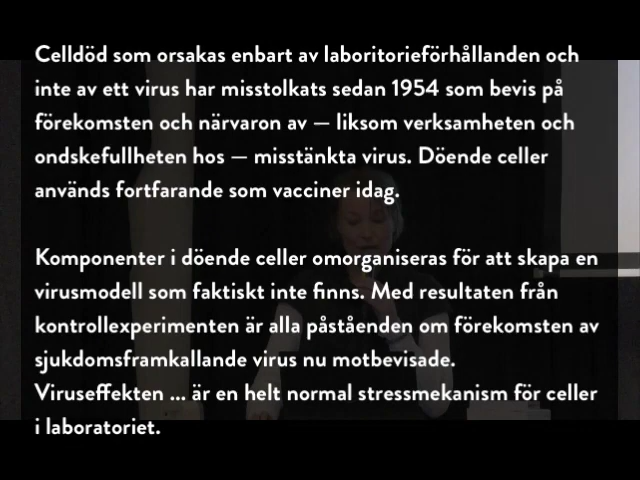 Celldöd som orsakas enbart av laboritorieförhållanden och
inte av ett virus har misstolkats sedan 1954 som bevis på
förekomsten och närvaron av — liksom verksamheten och
ondskefullheten hos — misstänkta virus. Döende celler
används fortfarande som vacciner idag.
Komponenter i döende celler omorganiseras för att skapa en
virusmodell som faktiskt inte finns. Med resultaten från
kontrollexperimenten är alla påståenden om förekomsten av
sjukdomsframkallande virus nu motbevisade.
Viruseffekten ... är en helt normal stressmekanism för celler
i laboratoriet.